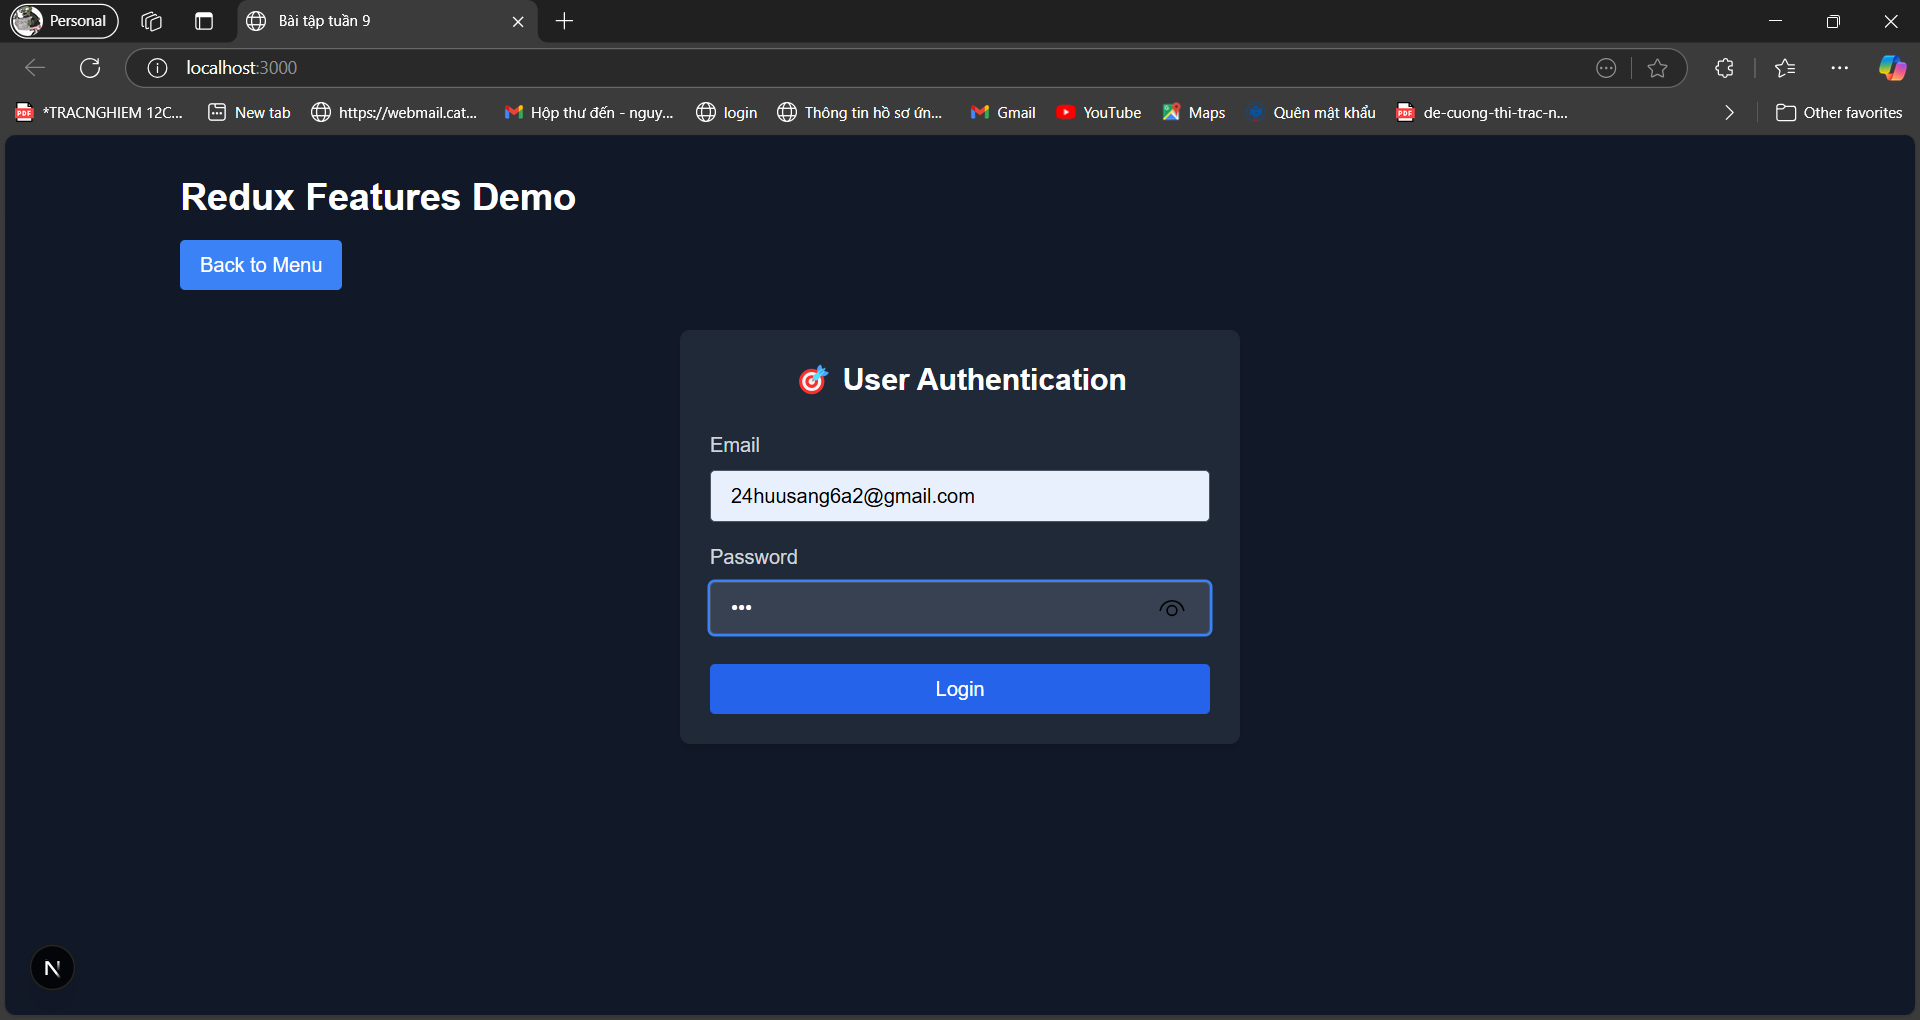 Personal
Bài tập tuần 9
localhost:3000
*TRACNGHIEM 12C...
New tab
https://webmail.cat...
Hộp thư đến - nguy...
login
Thông tin hồ sơ ứn...
Gmail
YouTube
Maps
Quên mật khẩu
de-cuong-thi-trac-n...
Other favorites
Redux Features Demo
Back to Menu
User Authentication
Email
24huusang6a2@gmail.com
Password
•••
Login
N